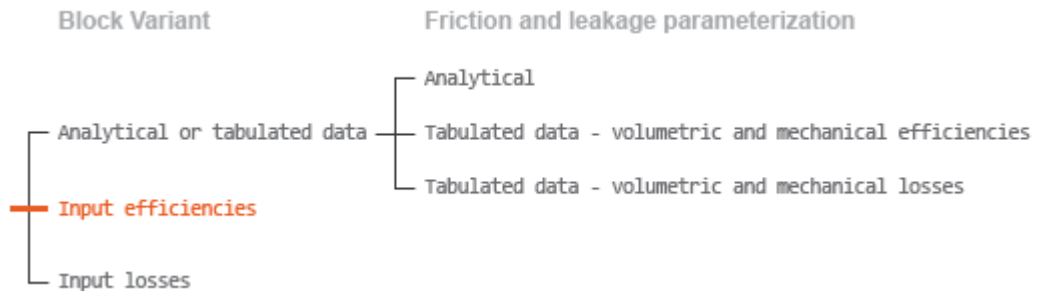 Block Variant
Friction and leakage parameterization
Analytical
Analytical or tabulated data
Tabulated data - volumetric and mechanical efficiencies
Tabulated data - volumetric and mechanical losses
Input efficiencies
Input losses